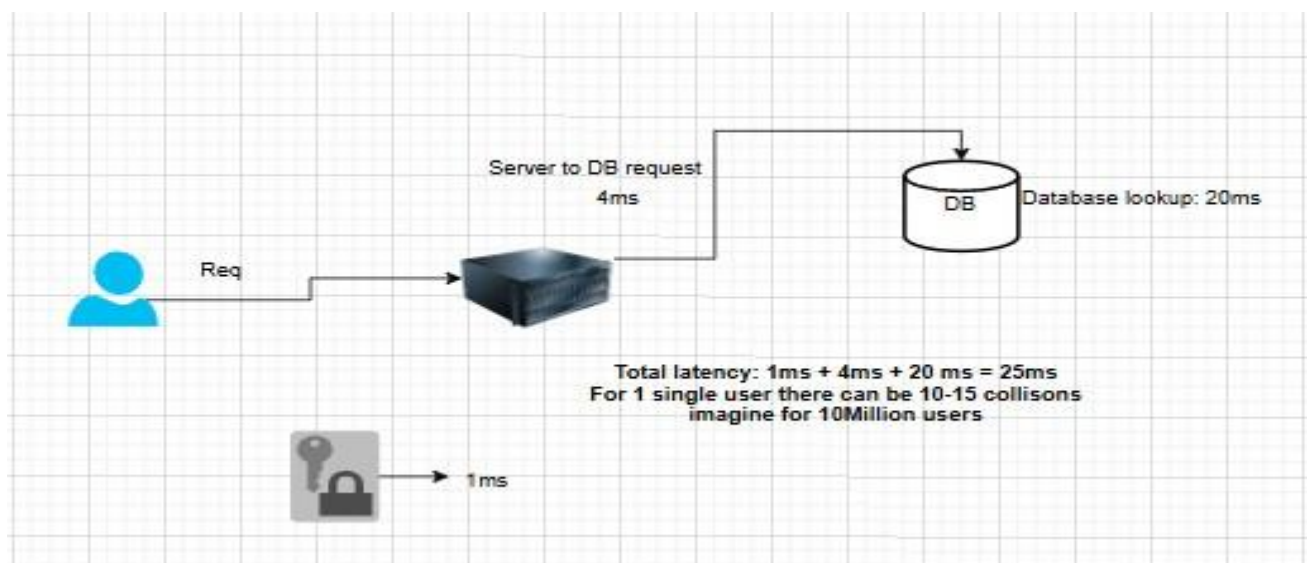 Server to DB request
4ms
DB
Database lookup: 20ms
Req
Total latency: 1ms + 4ms + 20 ms = 25ms
For 1 single user there can be 10-15 collisons
imagine for 10Million users
1ms